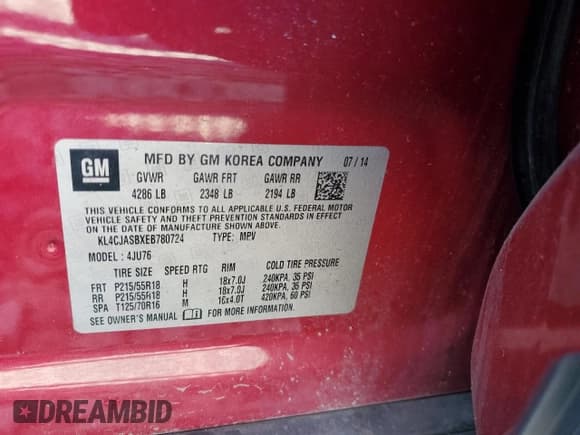 GM
MFD BY GM KOREA COMPANY 07/14
GVWR GAWR FRT GAWR RR
4286 LB 2348 LB 2194 LB
THIS VEHICLE CONFORMS TO ALL APPLICABLE U.S. FEDERAL MOTOR
VEHICLE SAFETY AND THEFT PREVENTION STANDARDS IN EFFECT ON
THE DATE OF MANUFACTURE SHOWN ABOVE.
KL4CJASBXEB780724 TYPE: MPV
MODEL: 4JU76
TIRE SIZE SPEED RTG RIM COLD TIRE PRESSURE
FRT P215/55R18 H 18x7.0J 240KPA, 35 PSI
RR P215/55R18 H 18x7.0J 240KPA, 35 PSI
SPA T125/70R16 M 16x4.0T 420KPA, 60 PSI
SEE OWNER'S MANUAL FOR MORE INFORMATION.
DREAMBID